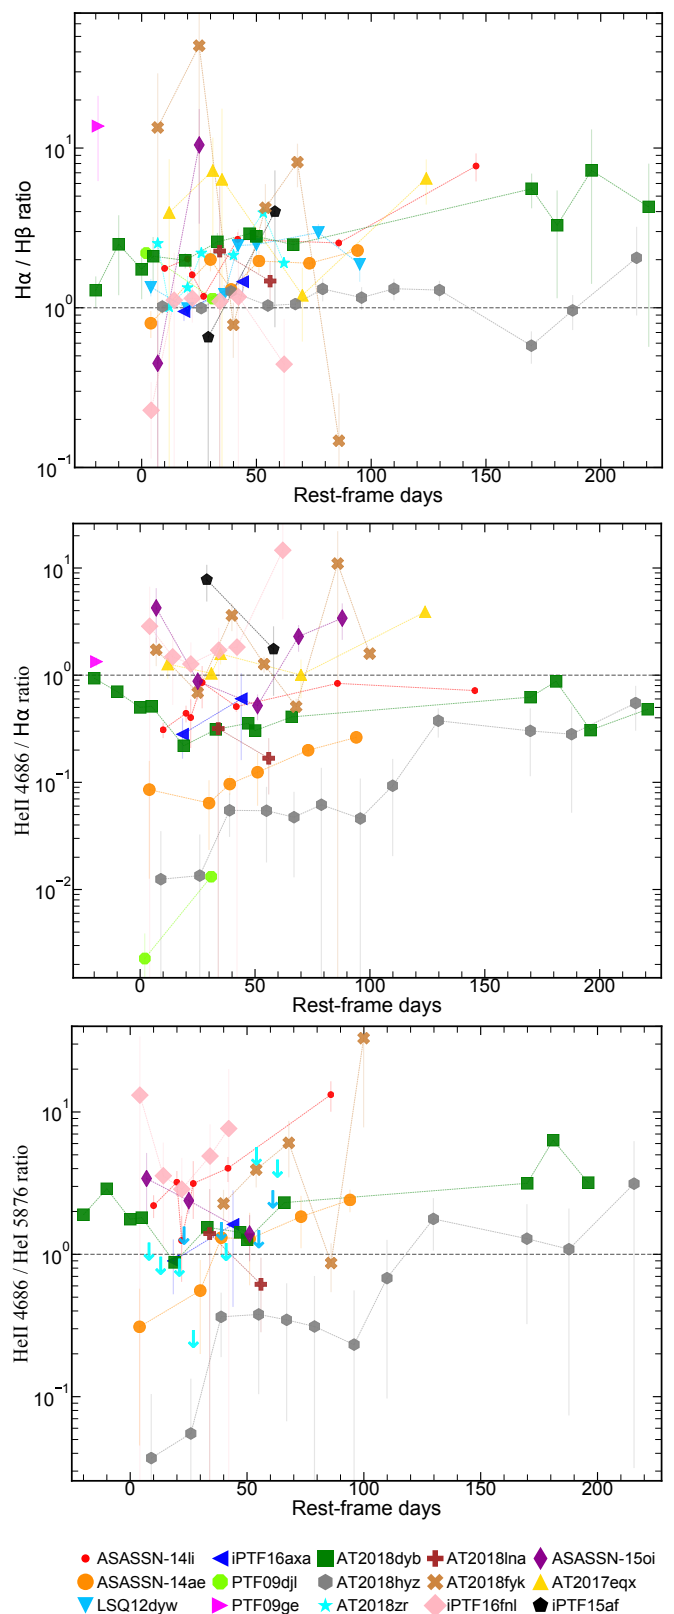 Hα / Hβ ratio
10¹
10⁰
10⁻¹
0 50 100 150 200
Rest-frame days
HeII 4686 / Hα ratio
10¹
10⁰
10⁻¹
10⁻²
0 50 100 150 200
Rest-frame days
HeII 4686 / HeI 5876 ratio
10¹
10⁰
10⁻¹
0 50 100 150 200
Rest-frame days
ASASSN-14li iPTF16axa AT2018dyb AT2018lna ASASSN-15oi
ASASSN-14ae PTF09djl AT2018hyz AT2018fyk AT2017eqx
LSQ12dyw PTF09ge AT2018zr iPTF16fnl iPTF15af